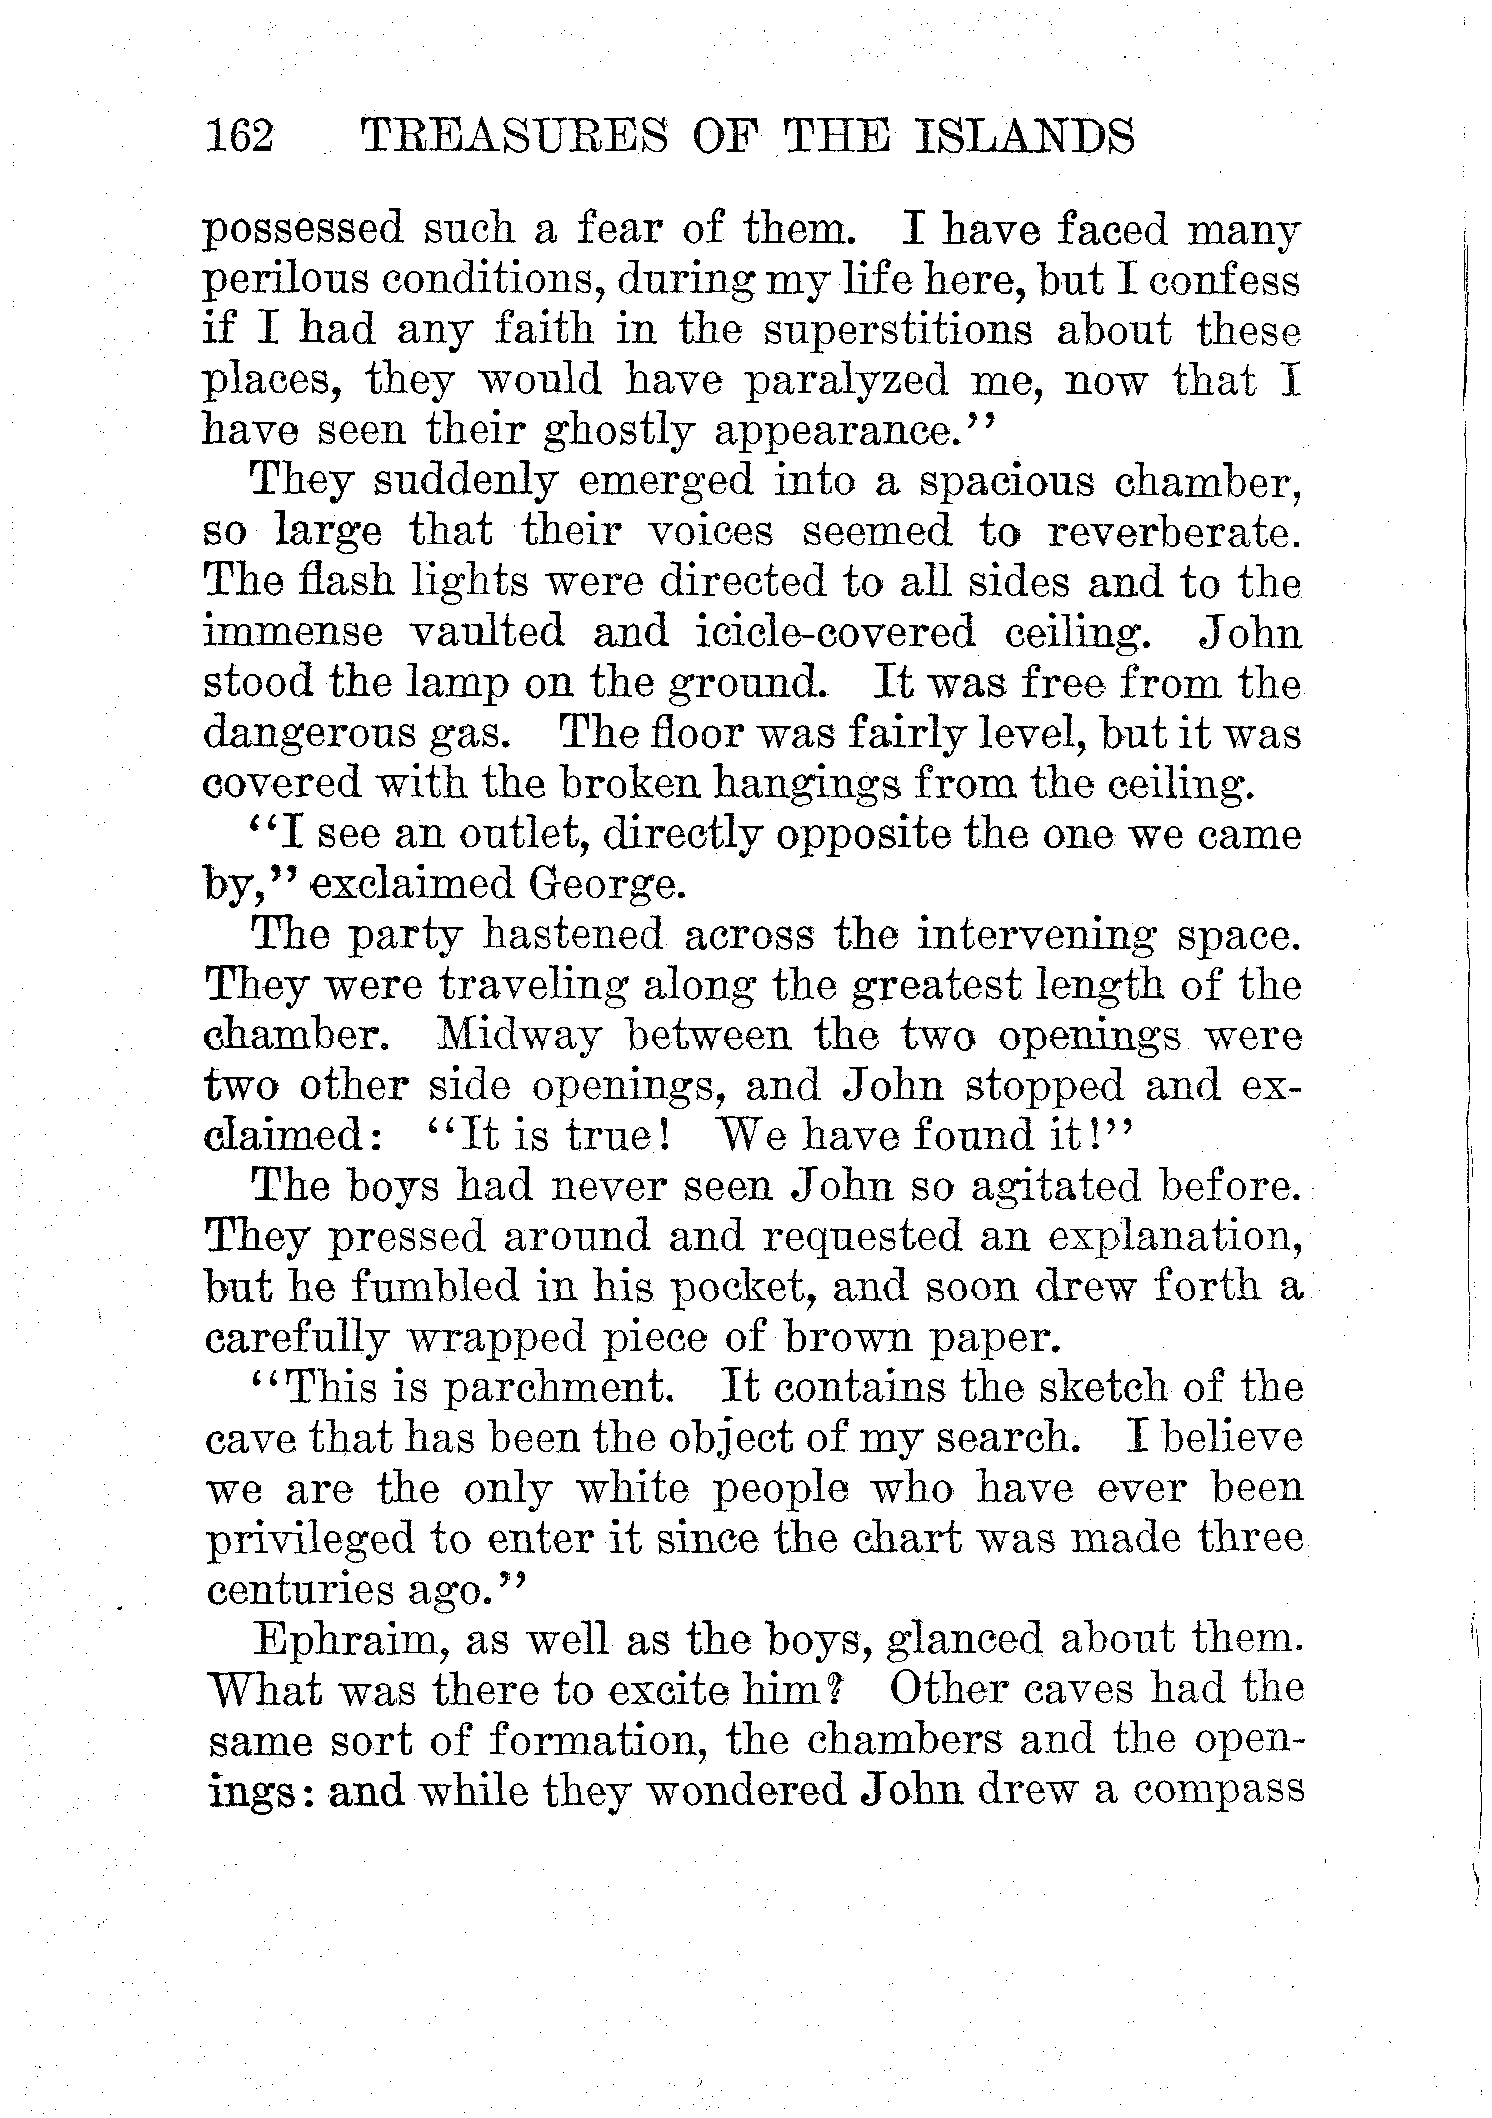 162 TREASURES OF THE ISLANDS
possessed such a fear of them. I have faced many
perilous conditions, during my life here, but I confess
if I had any faith in the superstitions about these
places, they would have paralyzed me, now that I
have seen their ghostly appearance."
They suddenly emerged into a spacious chamber,
so large that their voices seemed to reverberate.
The flash lights were directed to all sides and to the
immense vaulted and icicle-covered ceiling. John
stood the lamp on the ground. It was free from the
dangerous gas. The floor was fairly level, but it was
covered with the broken hangings from the ceiling.
"I see an outlet, directly opposite the one we came
by," exclaimed George.
The party hastened across the intervening space.
They were traveling along the greatest length of the
chamber. Midway between the two openings were
two other side openings, and John stopped and ex-
claimed: "It is true! We have found it!"
The boys had never seen John so agitated before.
They pressed around and requested an explanation,
but he fumbled in his pocket, and soon drew forth a
carefully wrapped piece of brown paper.
"This is parchment. It contains the sketch of the
cave that has been the object of my search. I believe
we are the only white people who have ever been
privileged to enter it since the chart was made three
centuries ago."
Ephraim, as well as the boys, glanced about them.
What was there to excite him? Other caves had the
same sort of formation, the chambers and the open-
ings: and while they wondered John drew a compass